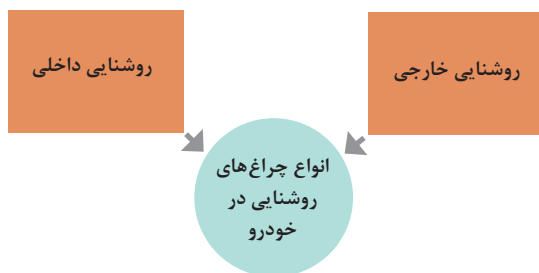 روشنایی خارجی
روشنایی داخلی
انواع چراغ‌های
روشنایی در
خودرو